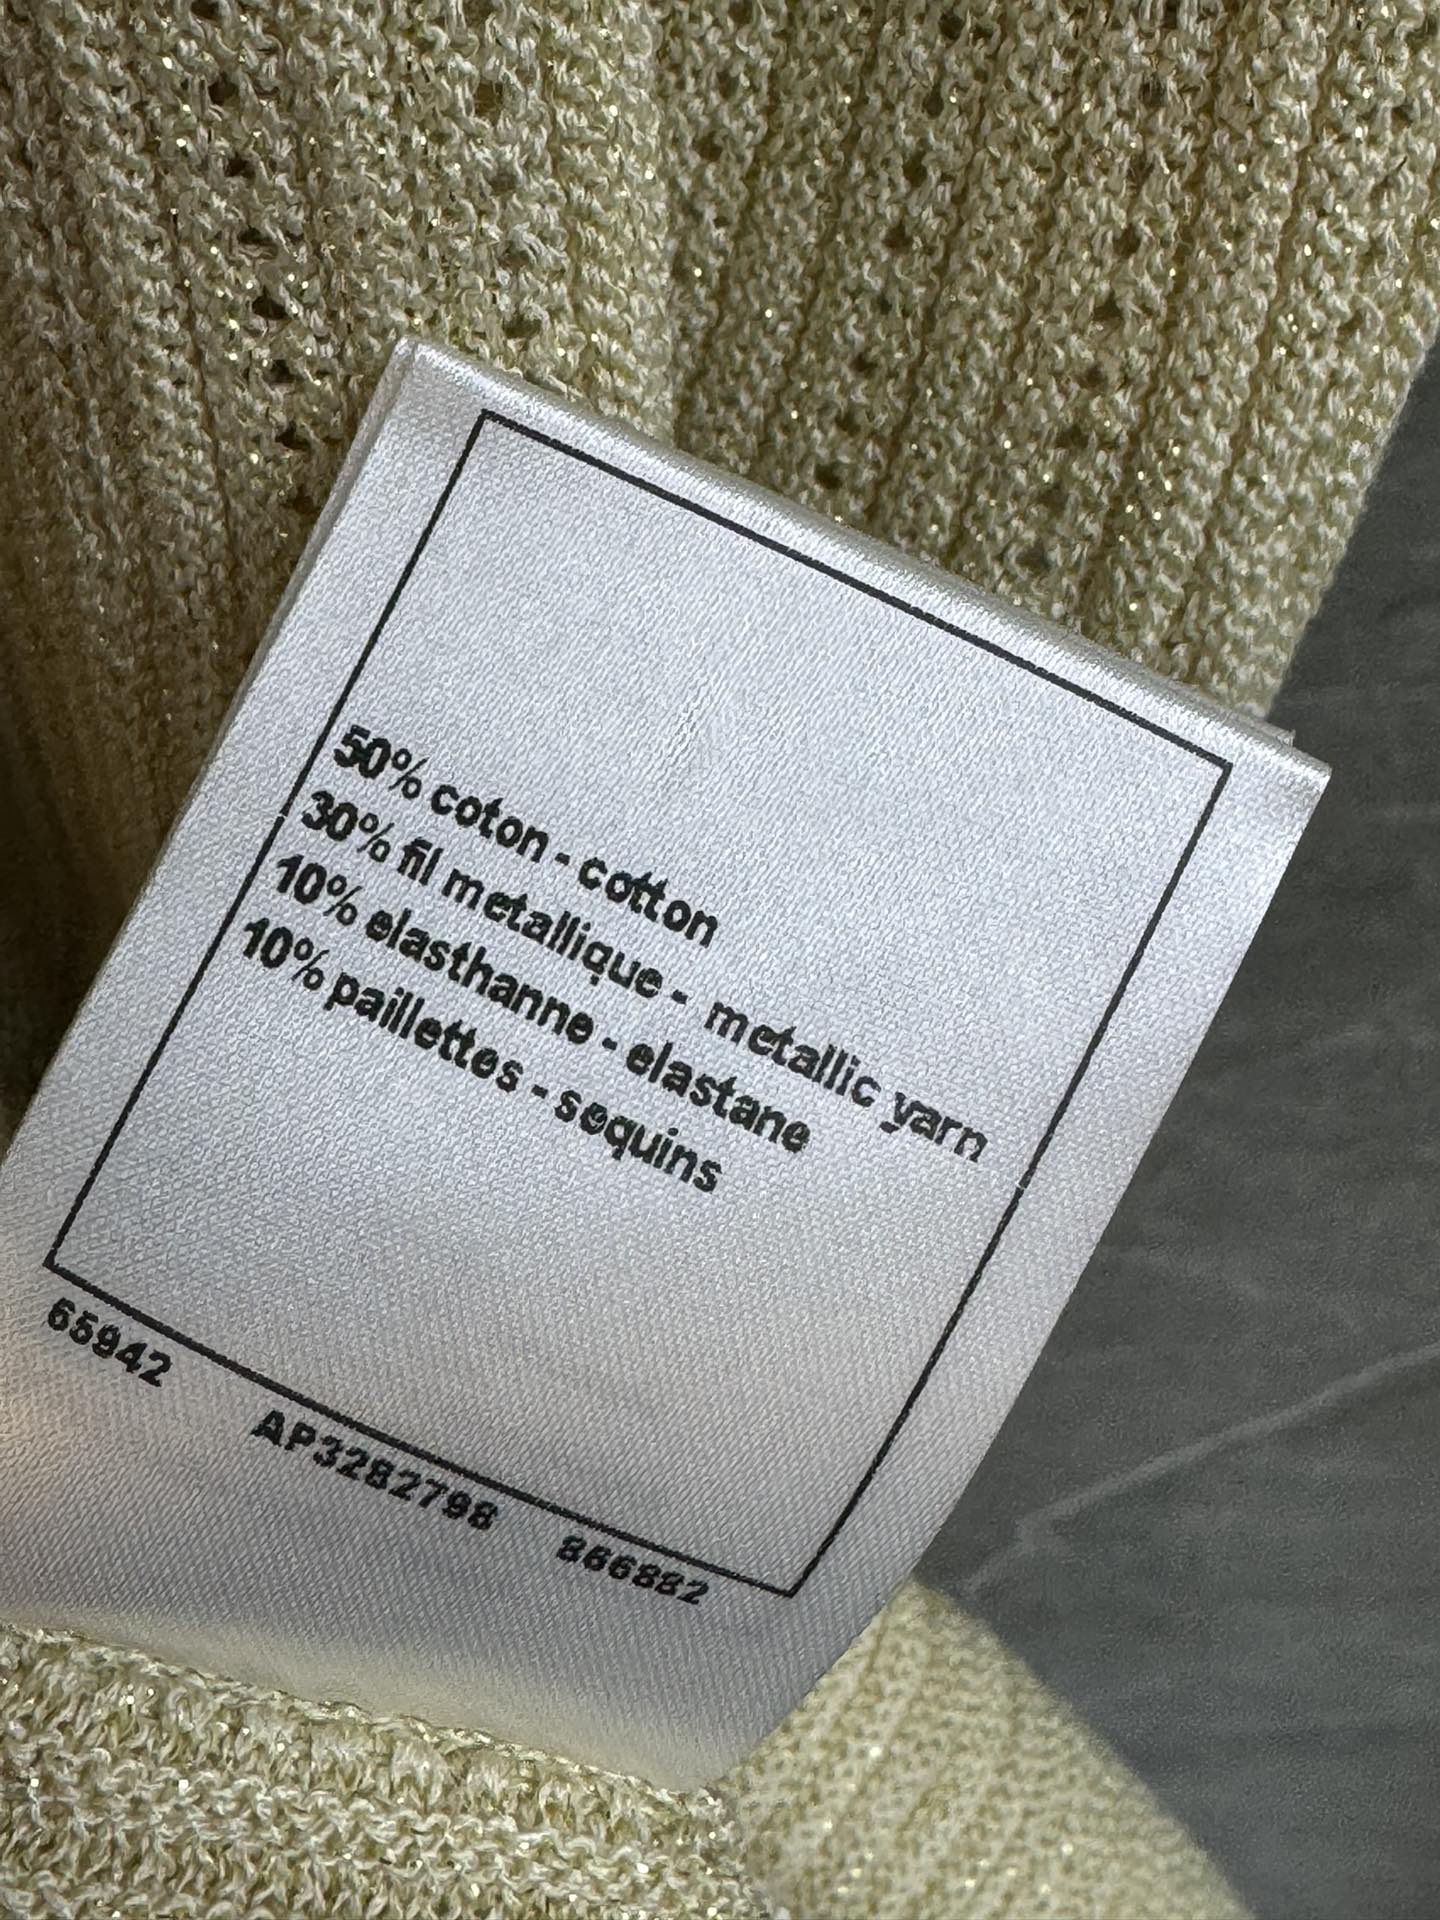 50% coton - cotton
30% fil metallique - metallic yarn
10% elasthanne - elastane
10% paillettes - sequins
65942 AP3282798 866882